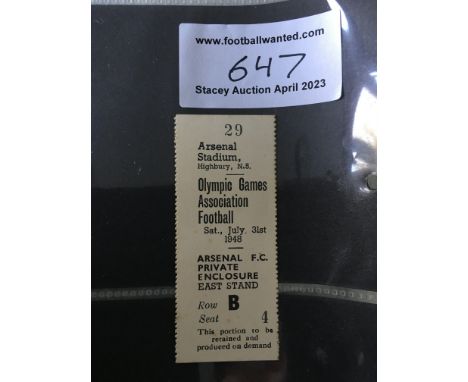 www.footballwanted.com
647
Stacey Auction April 2023
29
Arsenal
Stadium,
Highbury, N.5.
Olympic Games
Association
Football
Sat., July 31st
1948
ARSENAL F.C.
PRIVATE
ENCLOSURE
EAST STAND
Row B
Seat 4
This portion to be
retained and
produced on demand